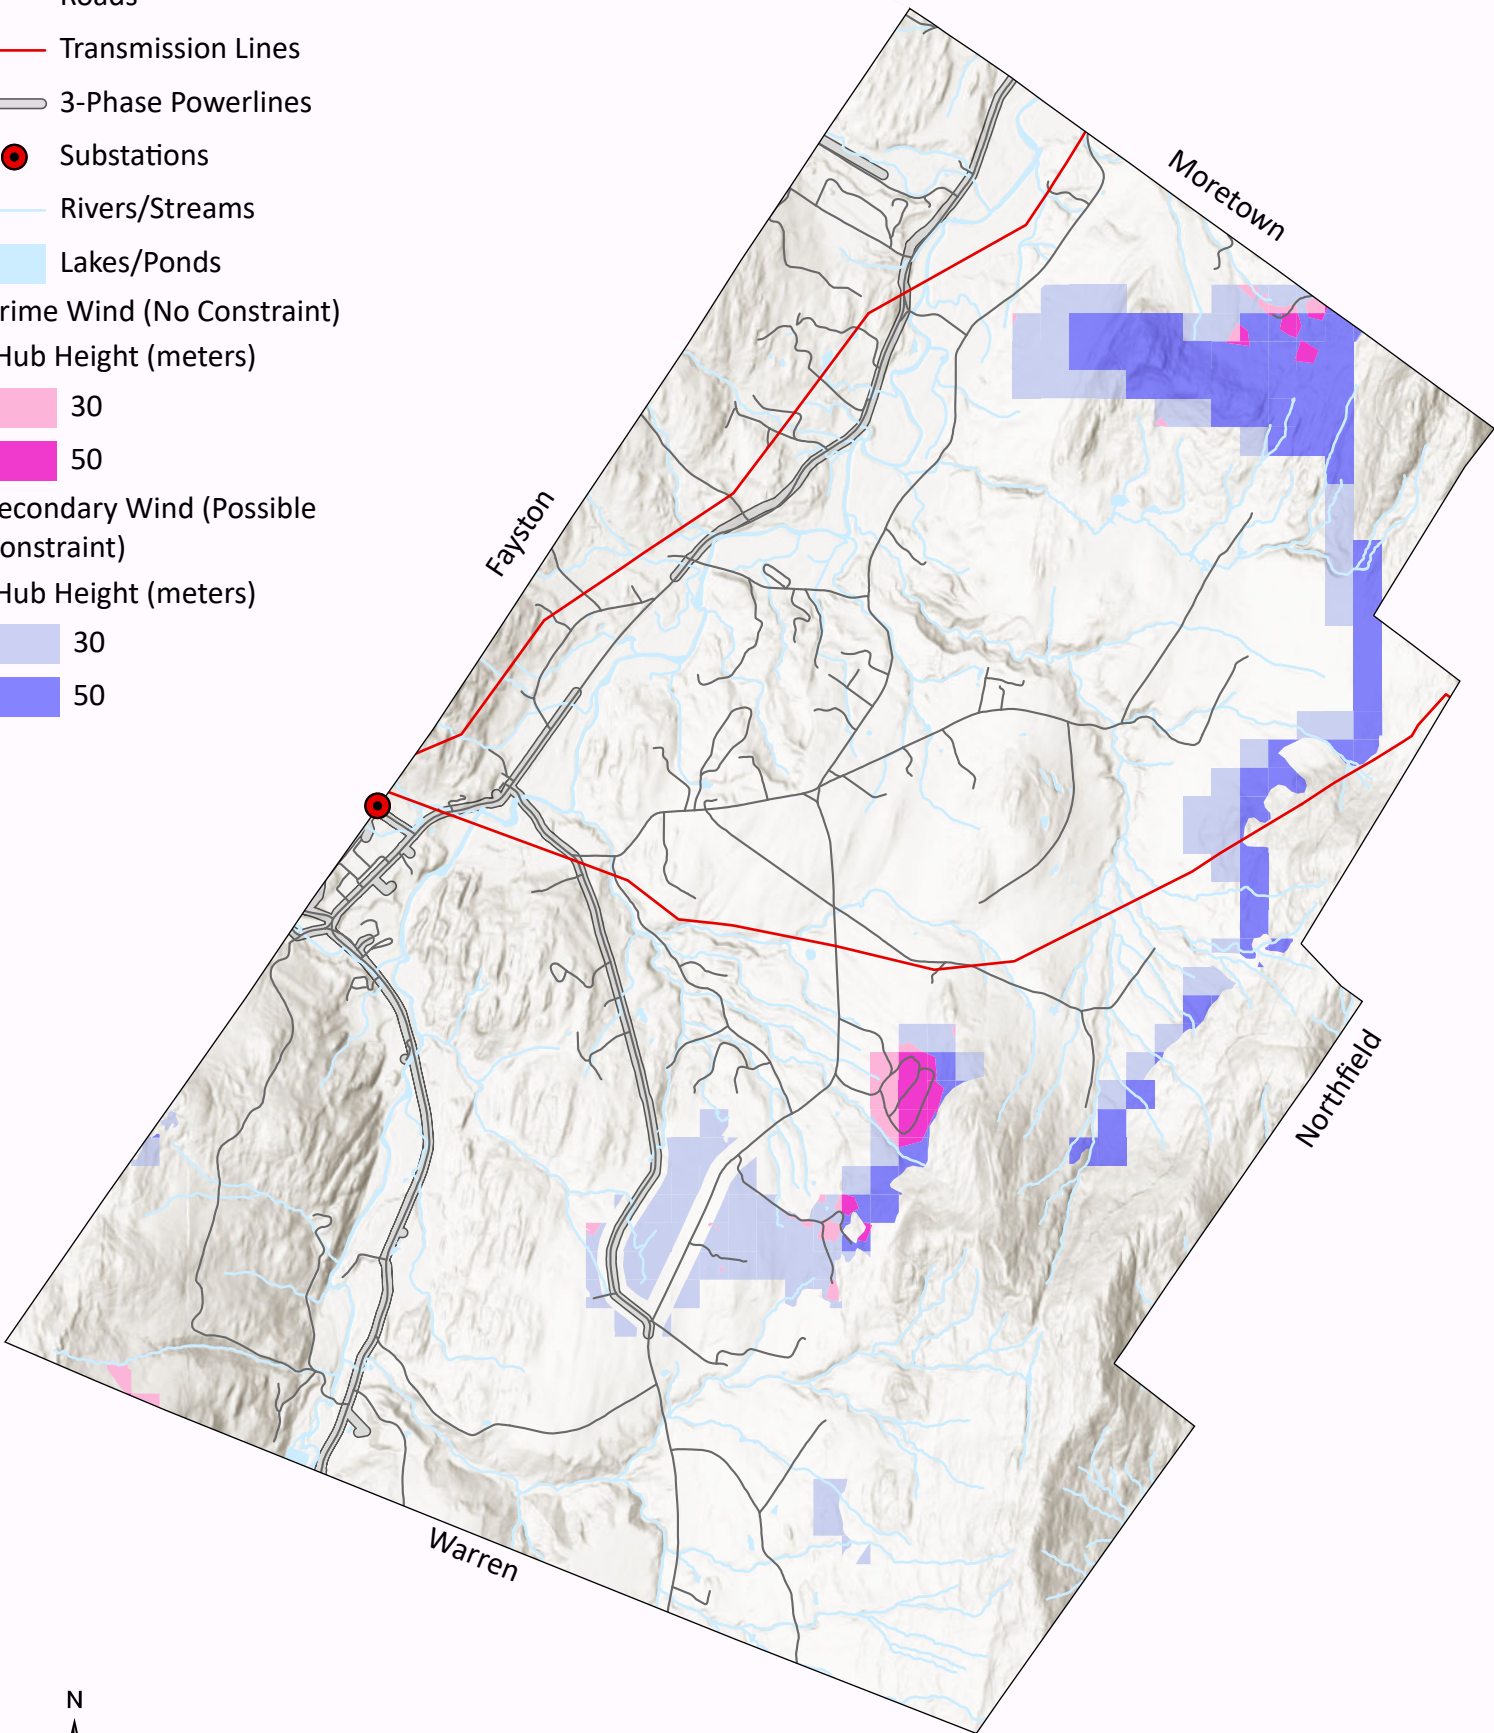 Roads
Transmission Lines
3-Phase Powerlines
Substations
Rivers/Streams
Lakes/Ponds
rime Wind (No Constraint)
Hub Height (meters)
30
50
econdary Wind (Possible
onstraint)
Hub Height (meters)
30
50
Moretown
Fayston
Northfield
Warren
N